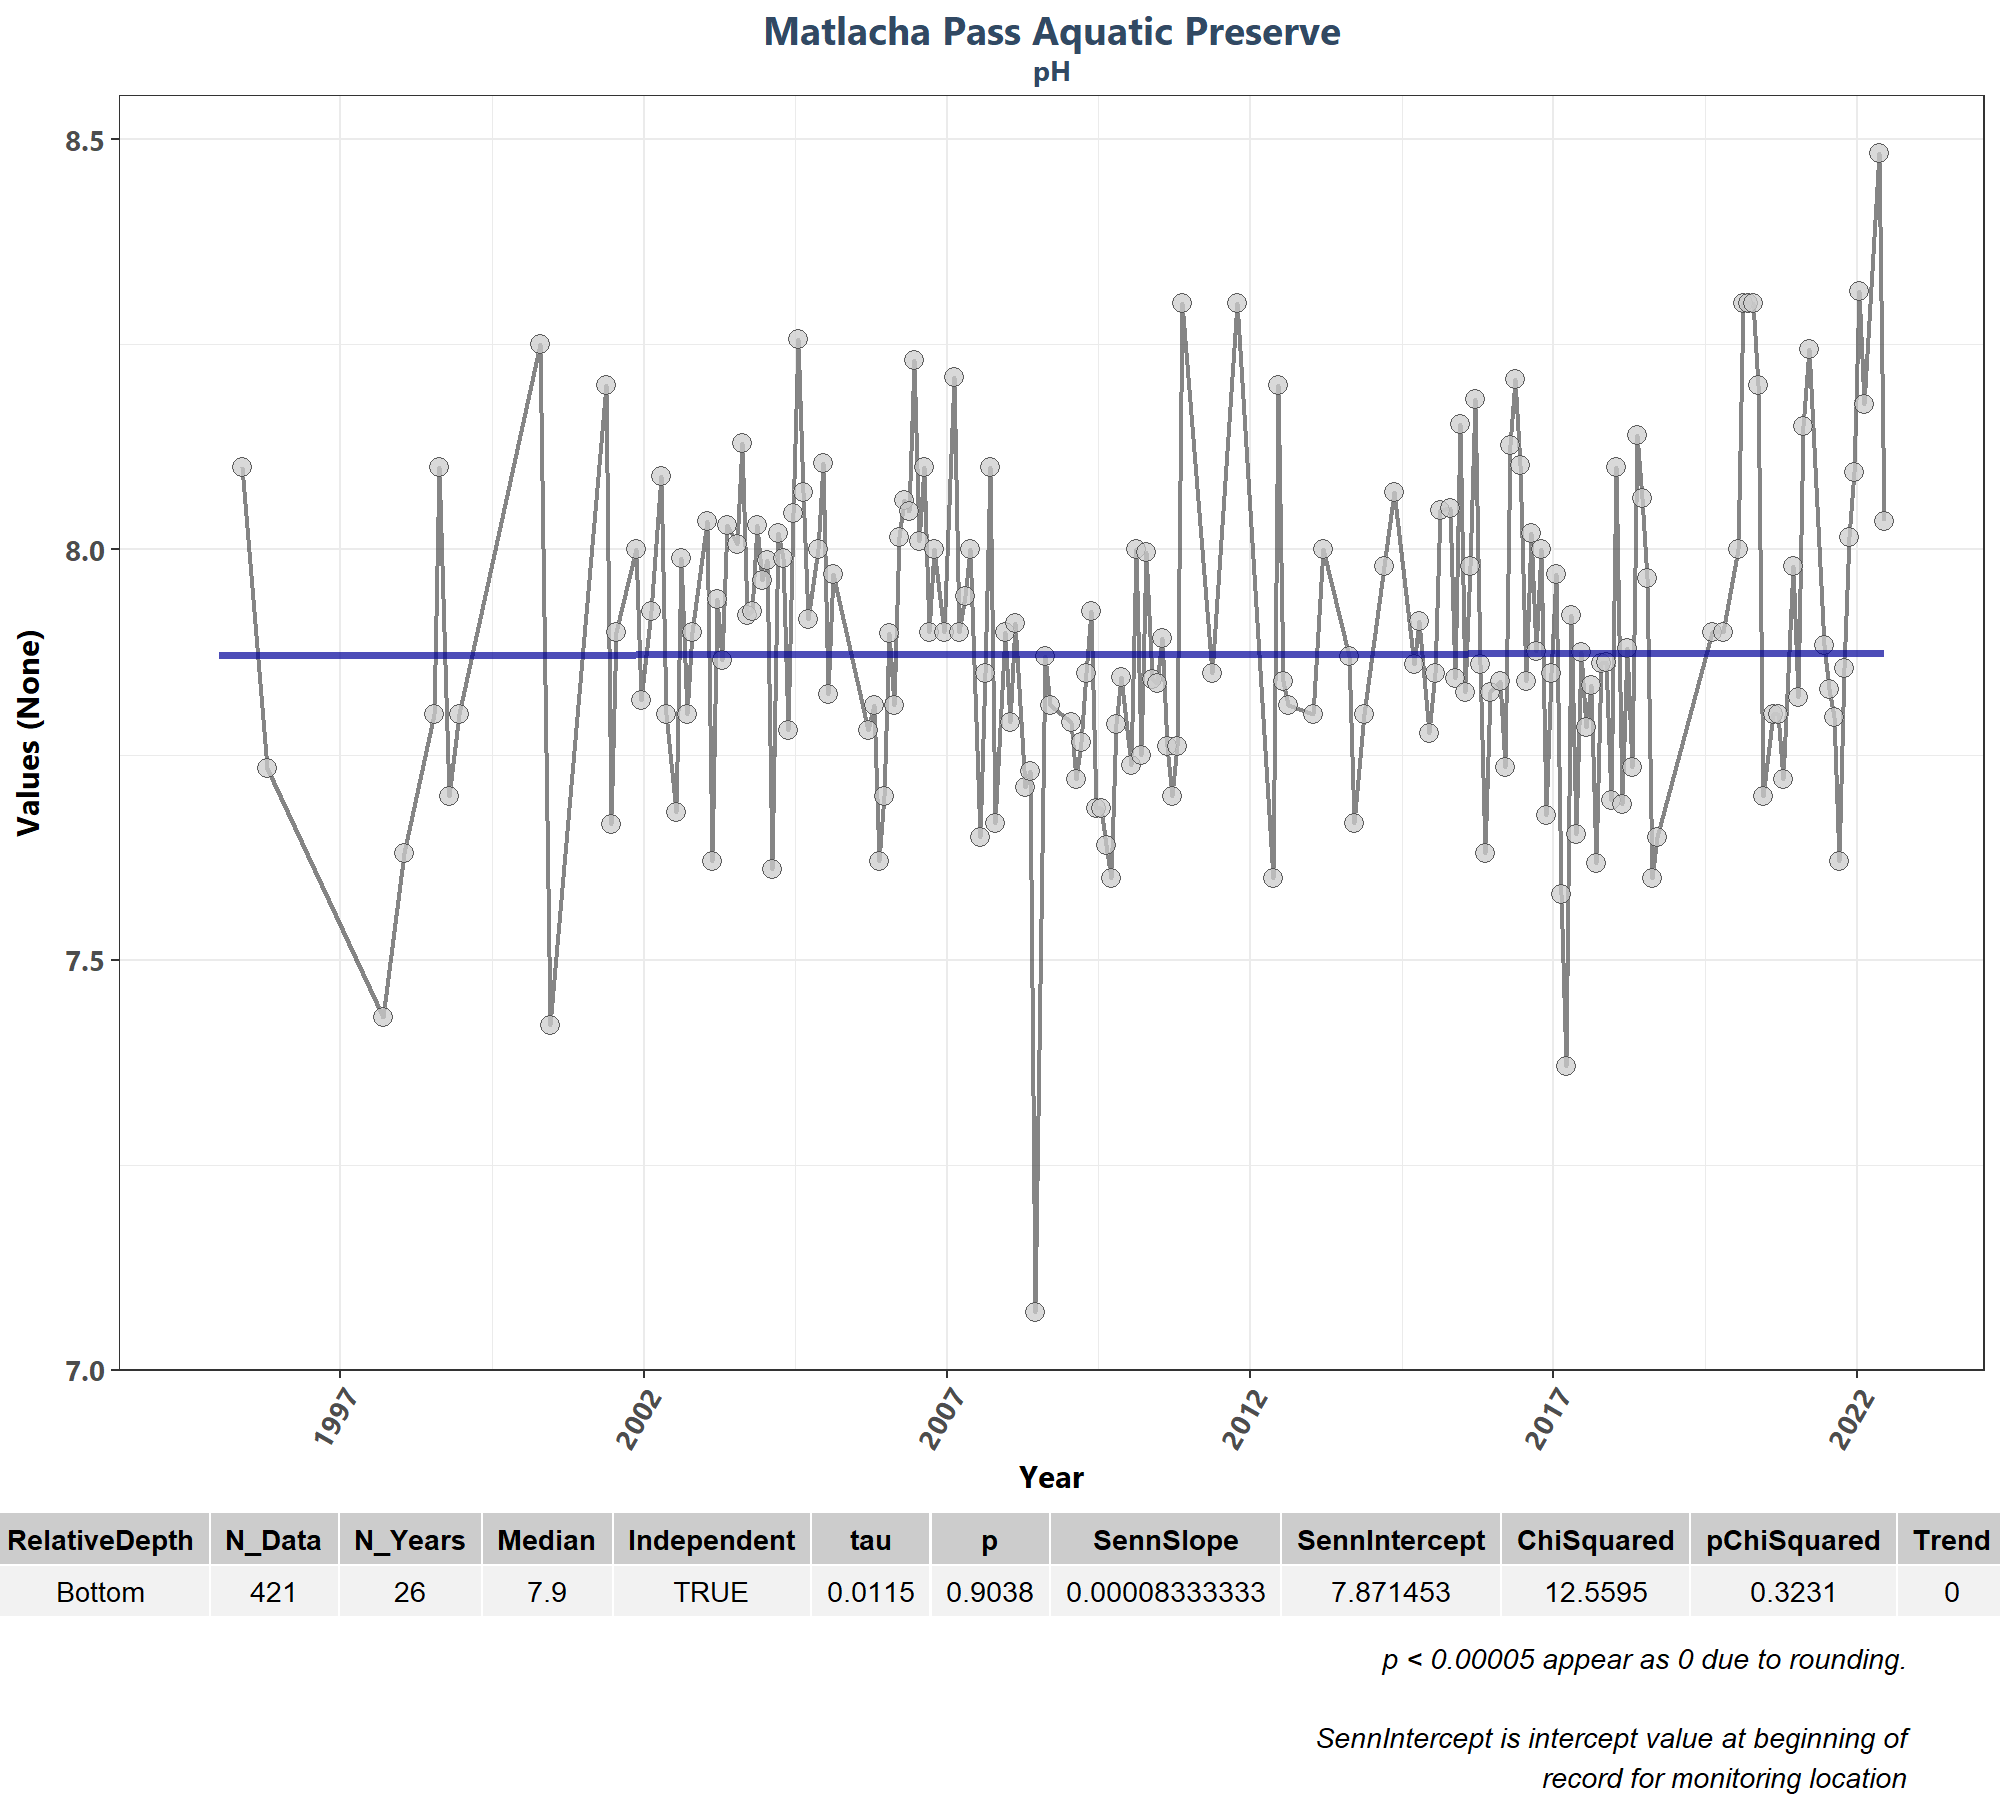 Matlacha Pass Aquatic Preserve
pH
8.5
8.0
7.5
7.0
Values (None)
1997 2002 2007 2012 2017 2022
Year
RelativeDepth N_Data N_Years Median Independent tau p SennSlope SennIntercept ChiSquared pChiSquared Trend
Bottom 421 26 7.9 TRUE 0.0115 0.9038 0.00008333333 7.871453 12.5595 0.3231 0
p < 0.00005 appear as 0 due to rounding.
SennIntercept is intercept value at beginning of
record for monitoring location